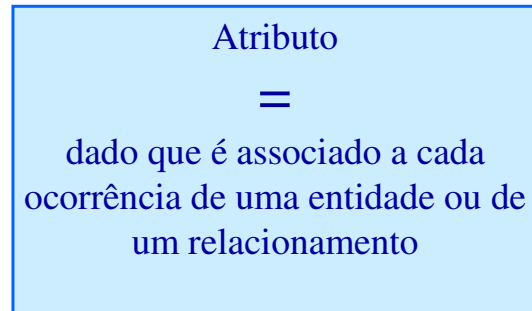 Atributo
=
dado que é associado a cada
ocorrência de uma entidade ou de
um relacionamento